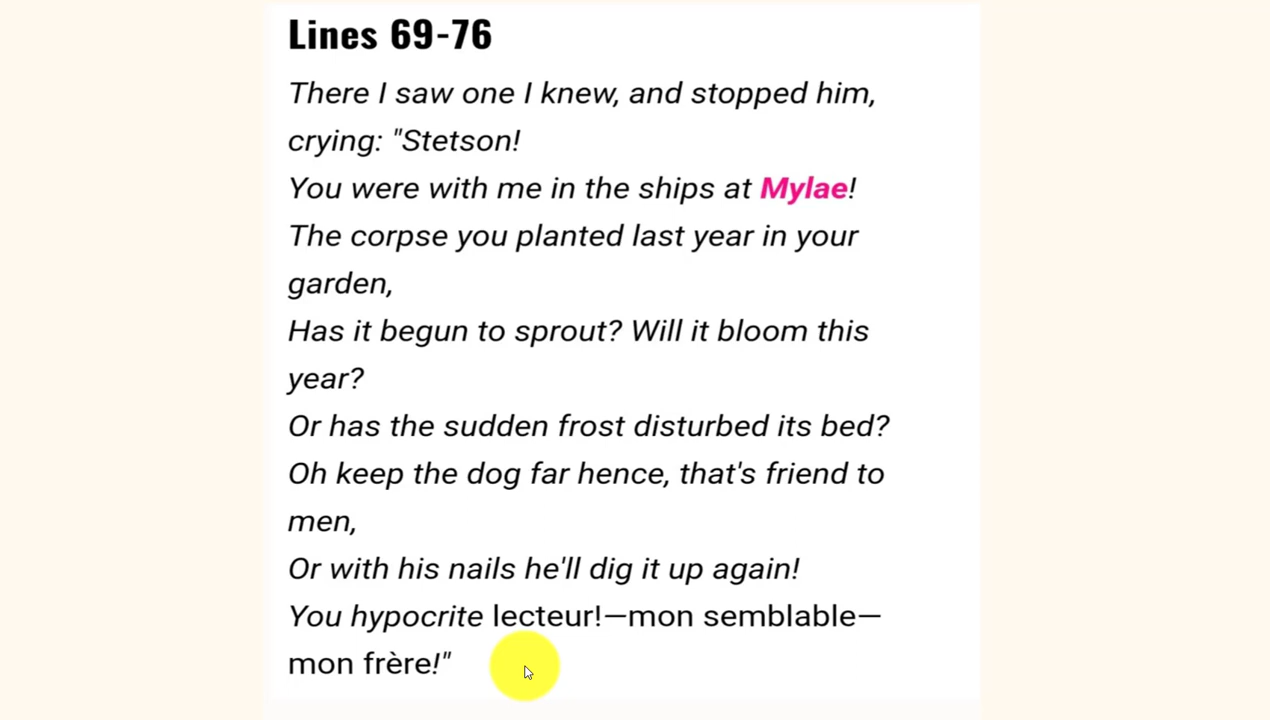 Lines 69-76
There I saw one I knew, and stopped him,
crying: "Stetson!
You were with me in the ships at Mylae!
The corpse you planted last year in your
garden,
Has it begun to sprout? Will it bloom this
year?
Or has the sudden frost disturbed its bed?
Oh keep the dog far hence, that's friend to
men,
Or with his nails he'll dig it up again!
You hypocrite lecteur!—mon semblable—
mon frère!"